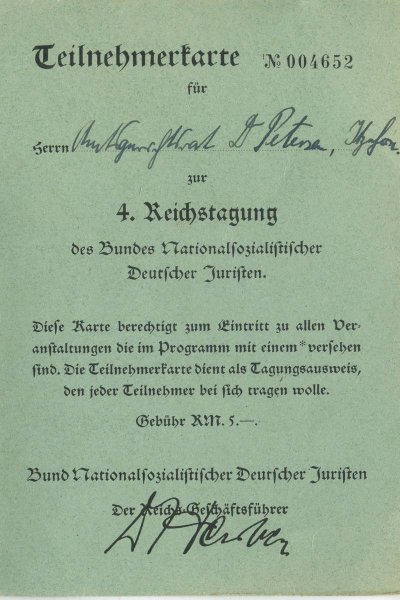 Teilnehmerkarte № 004652
für
Herrn Amtsgerichtsrat Dr Petersen, Itzehoe.
zur
4. Reichstagung
des Bundes Nationalsozialistischer
Deutscher Juristen.
Diese Karte berechtigt zum Eintritt zu allen Ver-
anstaltungen die im Programm mit einem * versehen
sind. Die Teilnehmerkarte dient als Tagungsausweis,
den jeder Teilnehmer bei sich tragen wolle.
Gebühr RM. 5.—.
Bund Nationalsozialistischer Deutscher Juristen
Der Reichs-Geschäftsführer